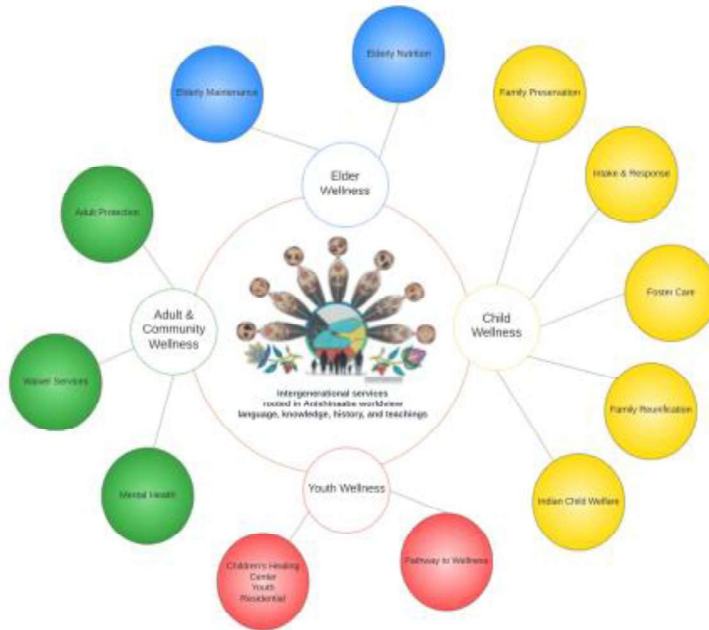 Elderly Nutrition
Elderly Maintenance
Family Preservation
Elder
Wellness
Intake & Response
Adult Protection
Foster Care
Adult &
Community
Wellness
Child
Wellness
Waiver Services
Intergenerational services
rooted in Anishinaabe worldview
language, knowledge, history, and teachings
Family Reunification
Mental Health
Youth Wellness
Indian Child Welfare
Children's Healing
Center
Youth
Residential
Pathway to Wellness